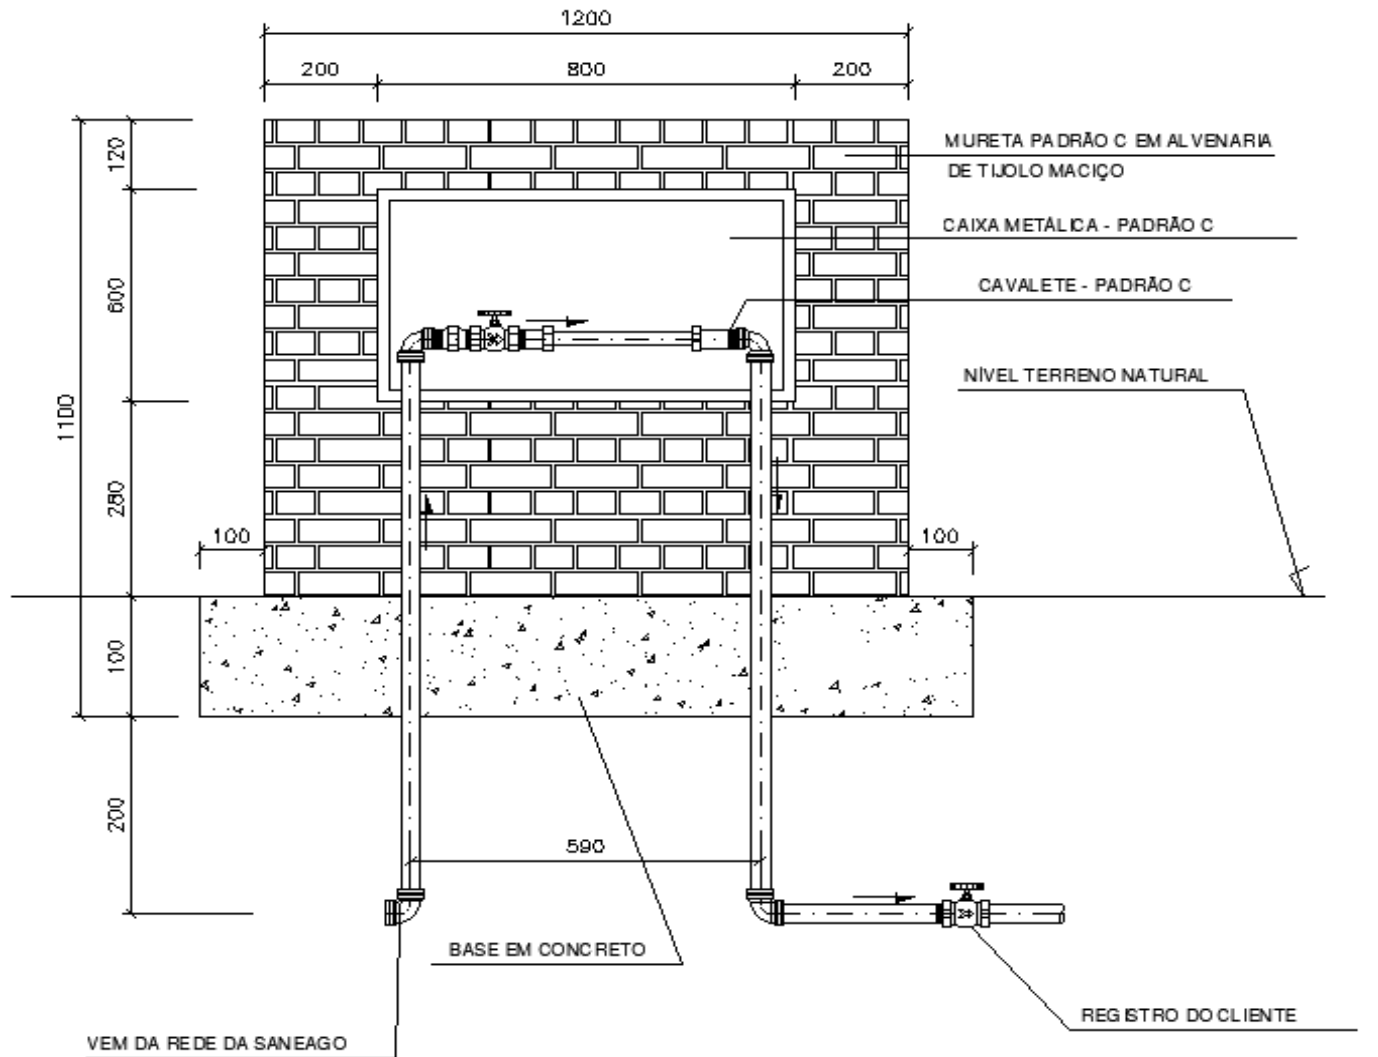 1200
200
800
200
120
600
1100
280
100
200
100
100
590
MURETA PADRÃO C EM ALVENARIA
DE TIJOLO MACIÇO
CAIXA METÁLICA - PADRÃO C
CAVALETE - PADRÃO C
NÍVEL TERRENO NATURAL
BASE EM CONCRETO
REGISTRO DO CLIENTE
VEM DA REDE DA SANEAGO